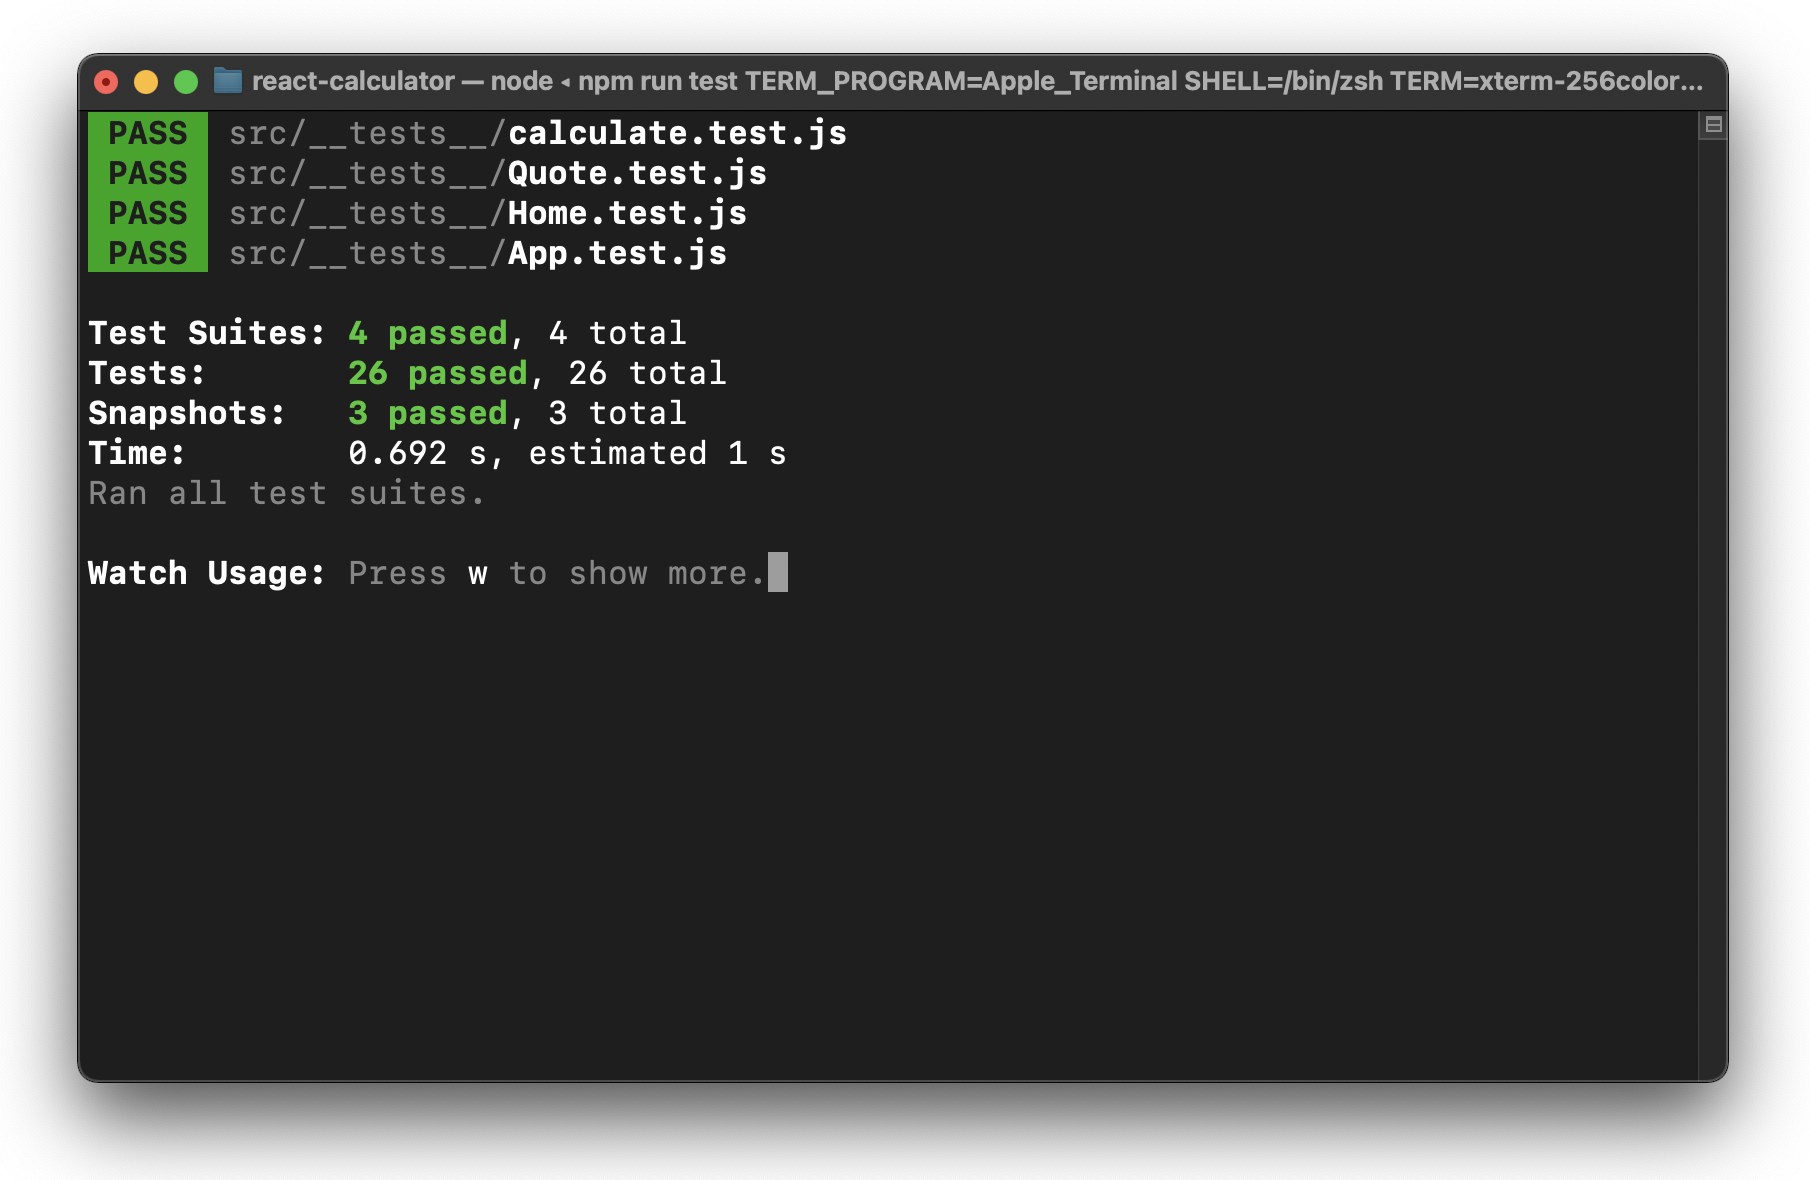 react-calculator — node ◂ npm run test TERM_PROGRAM=Apple_Terminal SHELL=/bin/zsh TERM=xterm-256color...
PASS src/__tests__/calculate.test.js
PASS src/__tests__/Quote.test.js
PASS src/__tests__/Home.test.js
PASS src/__tests__/App.test.js
Test Suites: 4 passed, 4 total
Tests: 26 passed, 26 total
Snapshots: 3 passed, 3 total
Time: 0.692 s, estimated 1 s
Ran all test suites.
Watch Usage: Press w to show more.